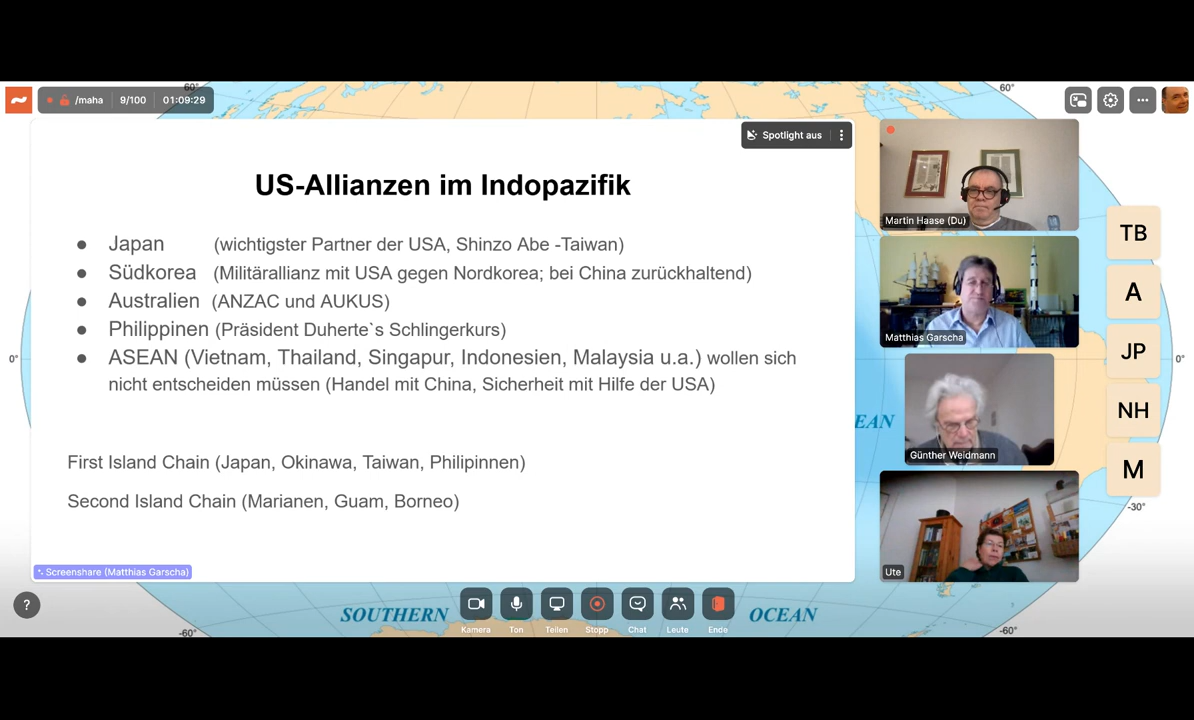 60°
60°
/maha
9/100
01:09:29
Spotlight aus
US-Allianzen im Indopazifik
● Japan (wichtigster Partner der USA, Shinzo Abe -Taiwan)
● Südkorea (Militärallianz mit USA gegen Nordkorea; bei China zurückhaltend)
● Australien (ANZAC und AUKUS)
● Philippinen (Präsident Duherte`s Schlingerkurs)
● ASEAN (Vietnam, Thailand, Singapur, Indonesien, Malaysia u.a.) wollen sich
nicht entscheiden müssen (Handel mit China, Sicherheit mit Hilfe der USA)
First Island Chain (Japan, Okinawa, Taiwan, Philipinnen)
Second Island Chain (Marianen, Guam, Borneo)
Screenshare (Matthias Garscha)
Martin Haase (Du)
Matthias Garscha
Günther Weidmann
Ute
TB
A
JP
NH
M
0°
0°
EAN
-30°
?
SOUTHERN
OCEAN
Kamera
Ton
Teilen
Stopp
Chat
Leute
Ende
-60°
-60°